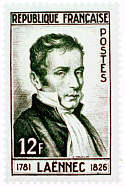 REPUBLIQUE FRANÇAISE
POSTES
12F
1781 LAËNNEC 1826